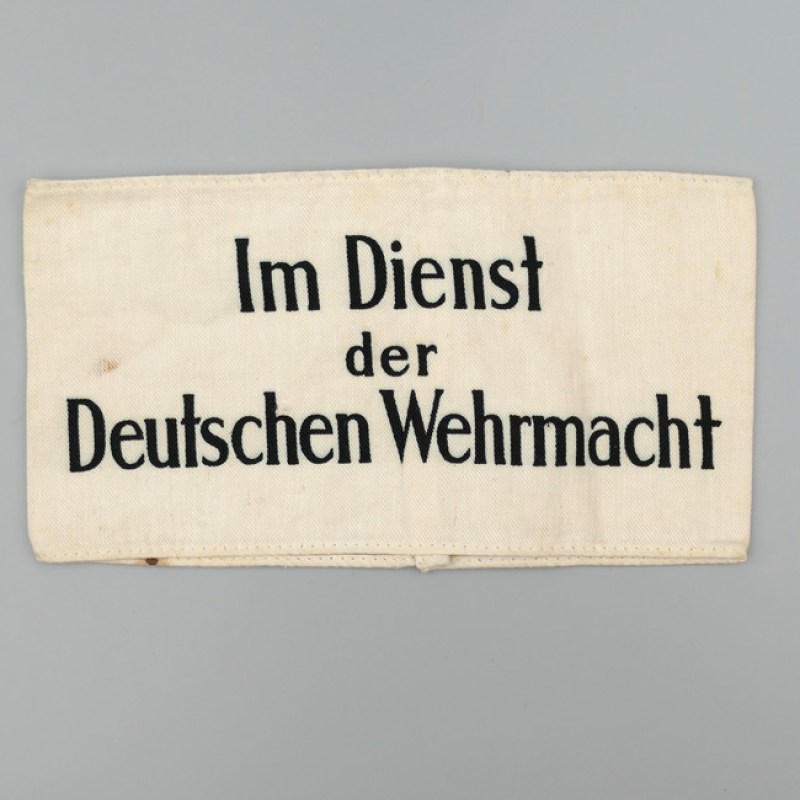 Im Dienst
der
Deutschen Wehrmacht